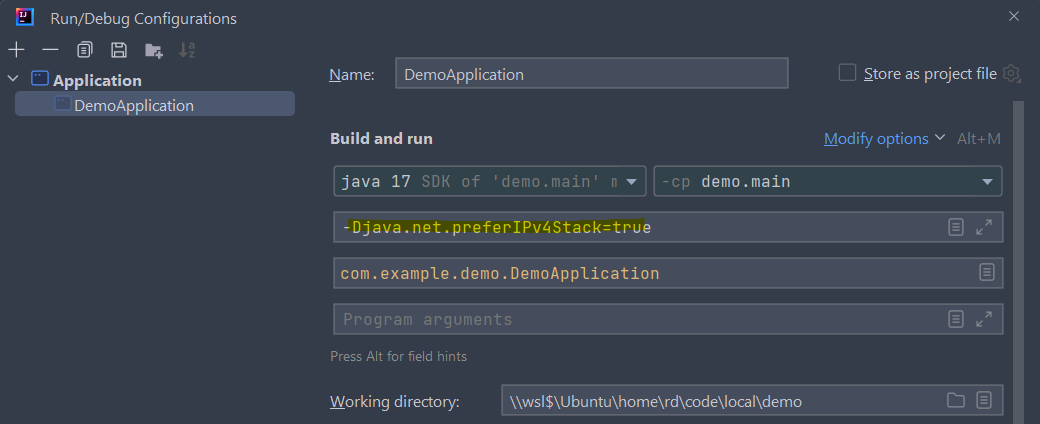 Run/Debug Configurations
Application
DemoApplication
Name: DemoApplication
Store as project file
Build and run
Modify options Alt+M
java 17 SDK of 'demo.main' m
-cp demo.main
-Djava.net.preferIPv4Stack=true
com.example.demo.DemoApplication
Program arguments
Press Alt for field hints
Working directory: \\wsl$\Ubuntu\home\rd\code\local\demo